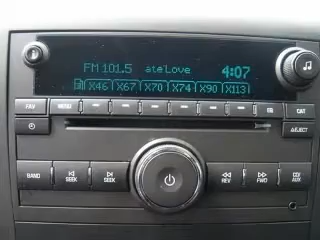 FM 101.5 ateLove 4:07
X46 X67 X70 X74 X90 X113
FAV MENU CAT
EJECT
BAND SEEK SEEK REV FWD AUX